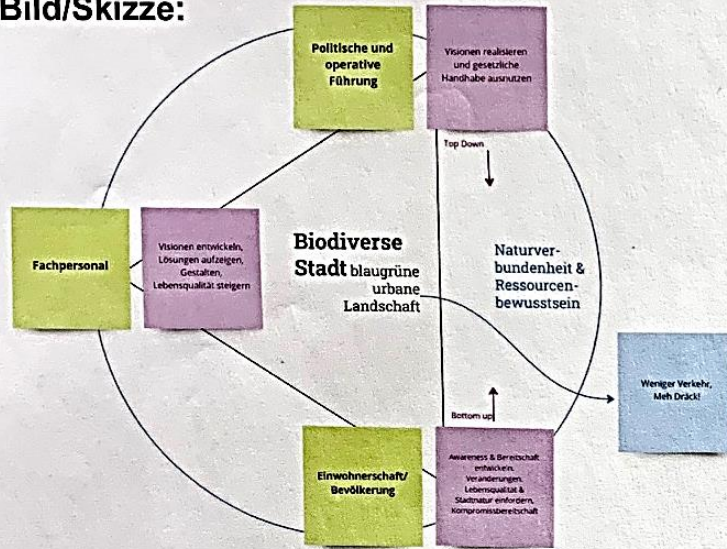 Bild/Skizze:
Politische und
operative
Führung
Visionen realisieren
und gesetzliche
Handhabe ausnutzen
Top Down
Fachpersonal
Visionen entwickeln,
Lösungen aufzeigen,
Gestalten,
Lebensqualität steigern
Biodiverse
Stadt blaugrüne
urbane
Landschaft
Naturver-
bundenheit &
Ressourcen-
bewusstsein
Weniger Verkehr,
Meh Dräck!
Bottom up
Einwohnerschaft/
Bevölkerung
Awareness & Bereitschaft
entwickeln,
Veränderungen,
Lebensqualität &
Stadtnatur einfordern,
Kompromissbereitschaft